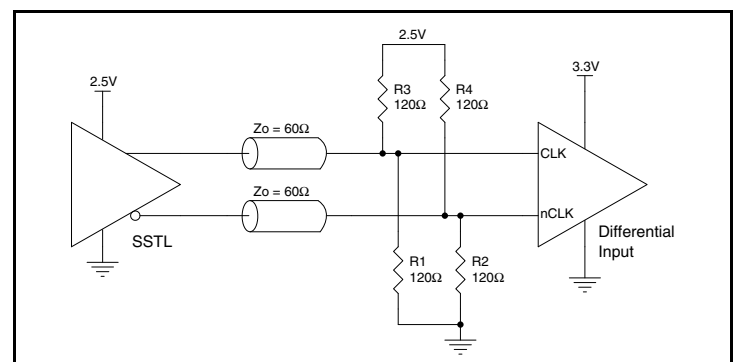 2.5V
3.3V
2.5V
R3
120Ω
R4
120Ω
Zo = 60Ω
CLK
Zo = 60Ω
nCLK
Differential
Input
SSTL
R1
120Ω
R2
120Ω